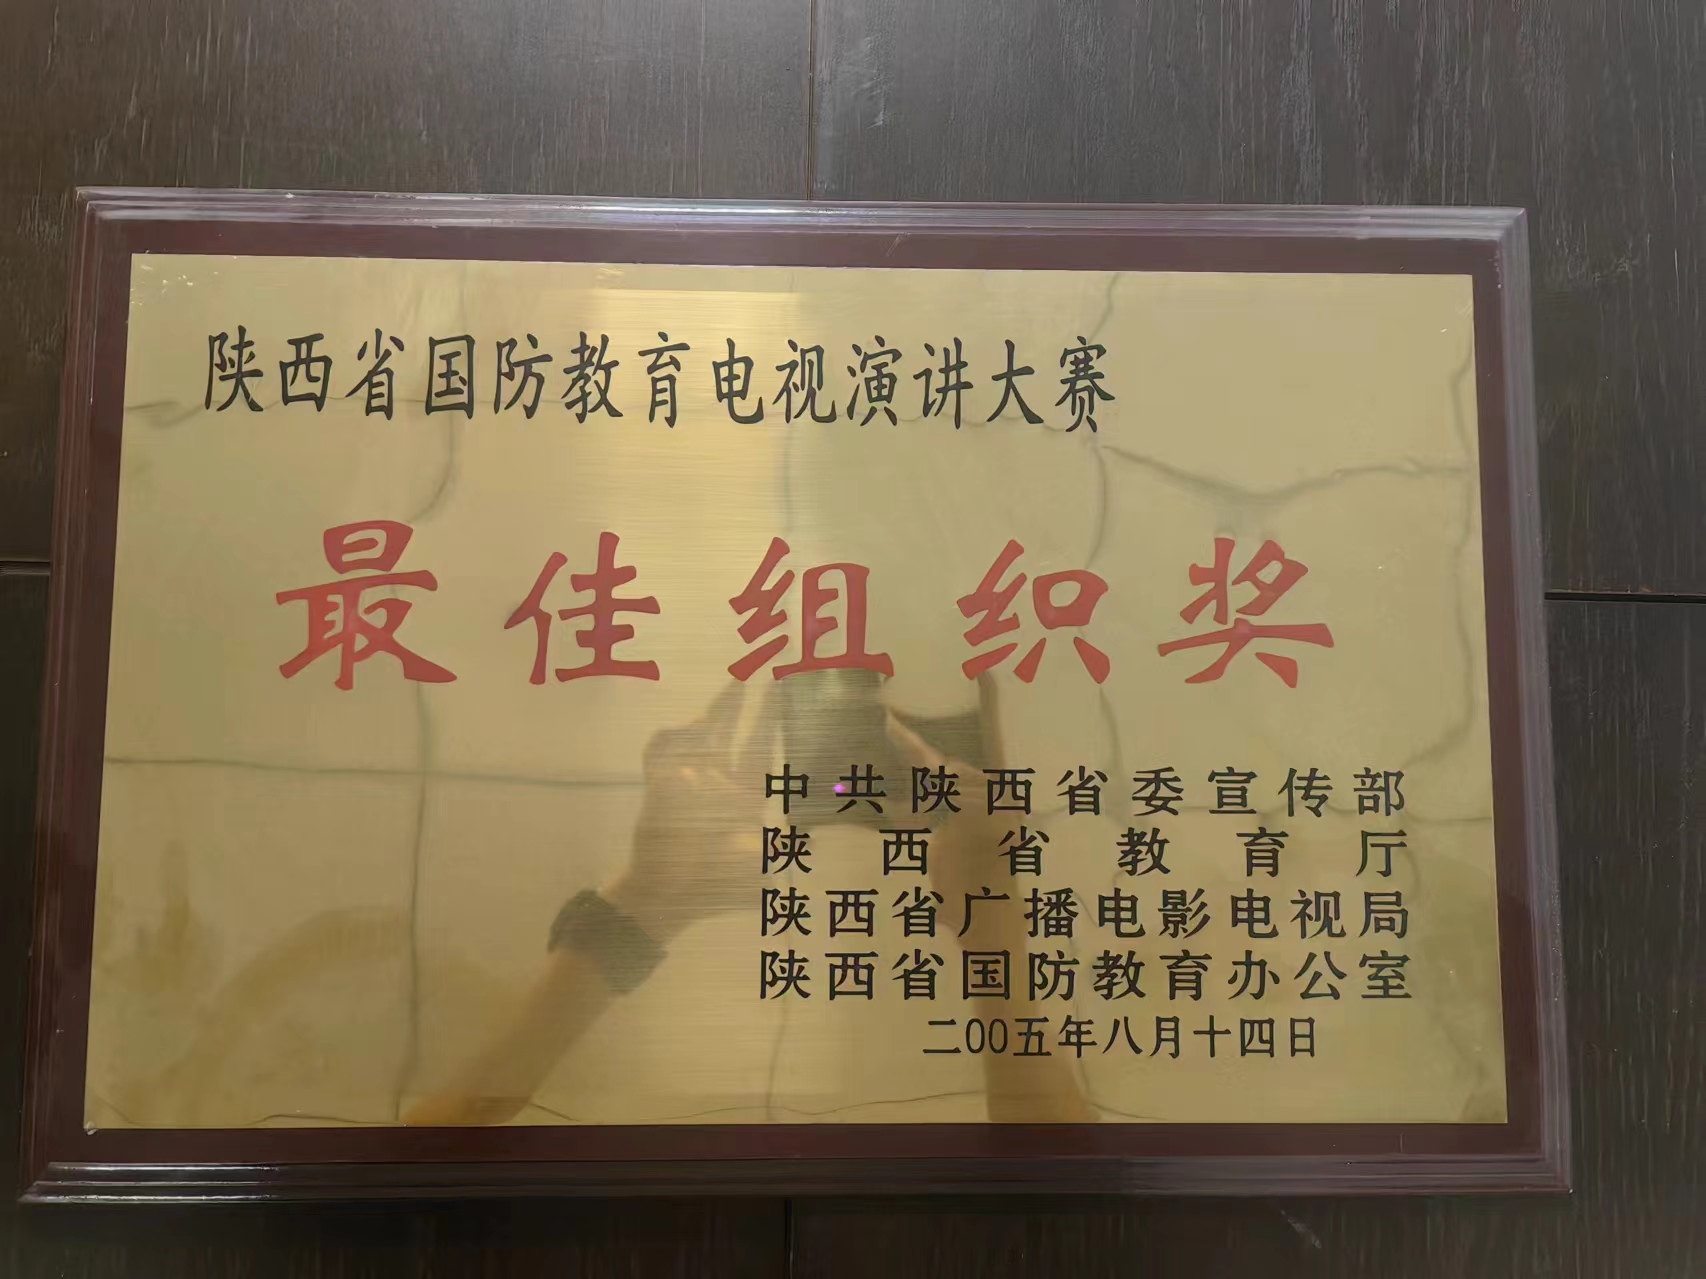 陕西省国防教育电视演讲大赛
最佳组织奖
中共陕西省委宣传部
陕西省教育厅
陕西省广播电影电视局
陕西省国防教育办公室
二00五年八月十四日